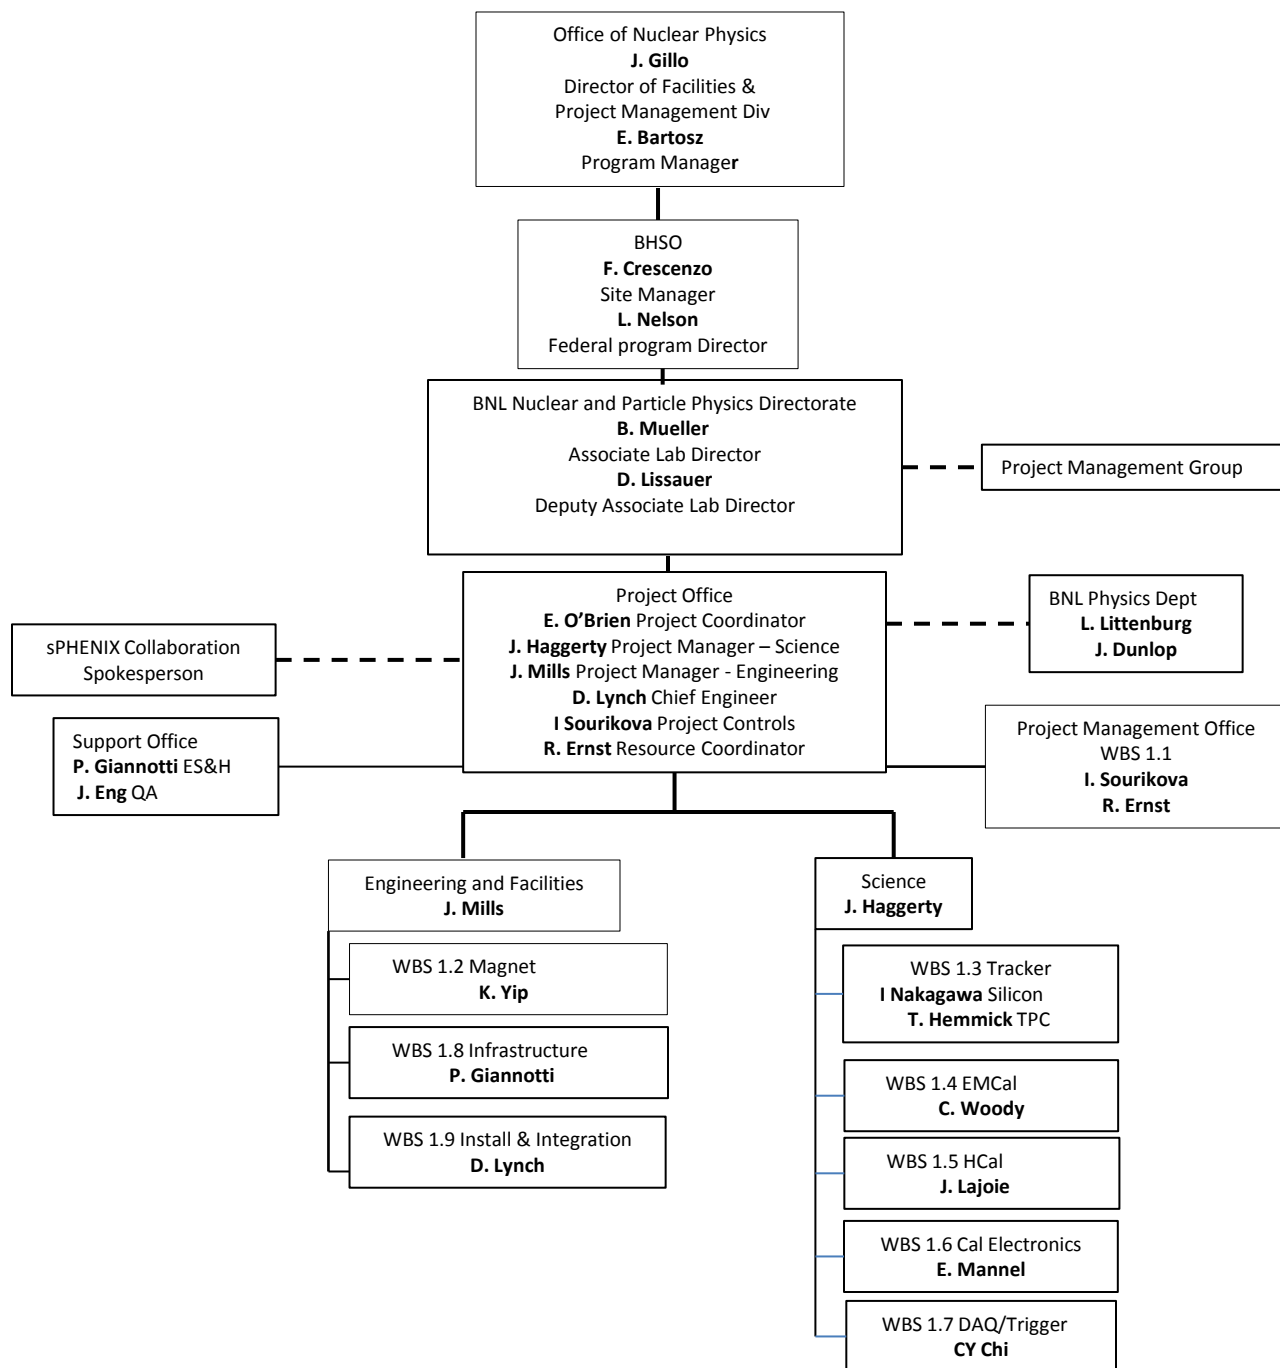 Office of Nuclear Physics
J. Gillo
Director of Facilities &
Project Management Div
E. Bartosz
Program Manager
BHSO
F. Crescenzo
Site Manager
L. Nelson
Federal program Director
BNL Nuclear and Particle Physics Directorate
B. Mueller
Associate Lab Director
D. Lissauer
Deputy Associate Lab Director
Project Management Group
Project Office
E. O’Brien Project Coordinator
J. Haggerty Project Manager – Science
J. Mills Project Manager - Engineering
D. Lynch Chief Engineer
I Sourikova Project Controls
R. Ernst Resource Coordinator
BNL Physics Dept
L. Littenburg
J. Dunlop
sPHENIX Collaboration
Spokesperson
Support Office
P. Giannotti ES&H
J. Eng QA
Project Management Office
WBS 1.1
I. Sourikova
R. Ernst
Engineering and Facilities
J. Mills
WBS 1.2 Magnet
K. Yip
WBS 1.8 Infrastructure
P. Giannotti
WBS 1.9 Install & Integration
D. Lynch
Science
J. Haggerty
WBS 1.3 Tracker
I Nakagawa Silicon
T. Hemmick TPC
WBS 1.4 EMCal
C. Woody
WBS 1.5 HCal
J. Lajoie
WBS 1.6 Cal Electronics
E. Mannel
WBS 1.7 DAQ/Trigger
CY Chi